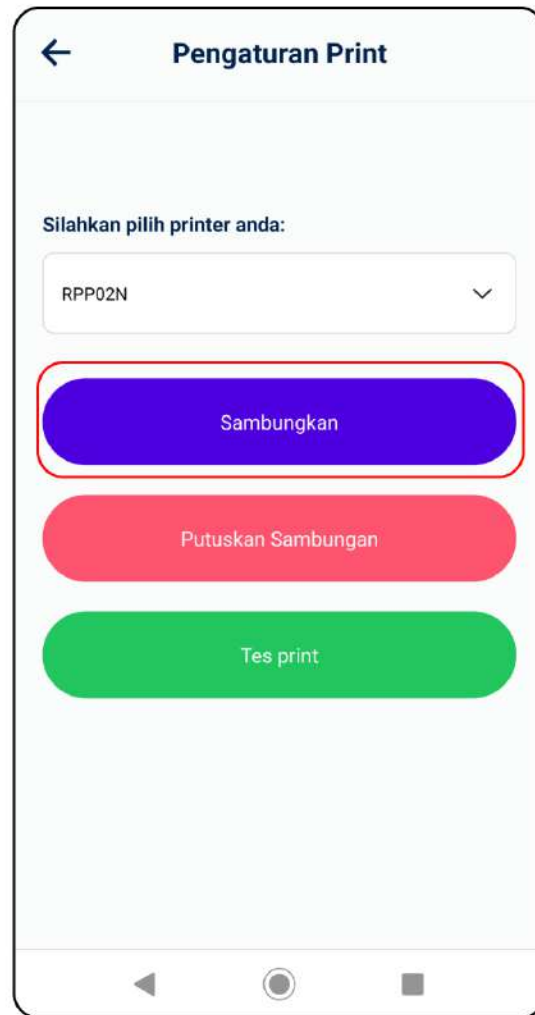 Pengaturan Print
Silahkan pilih printer anda:
RPP02N
Sambungkan
Putuskan Sambungan
Tes print